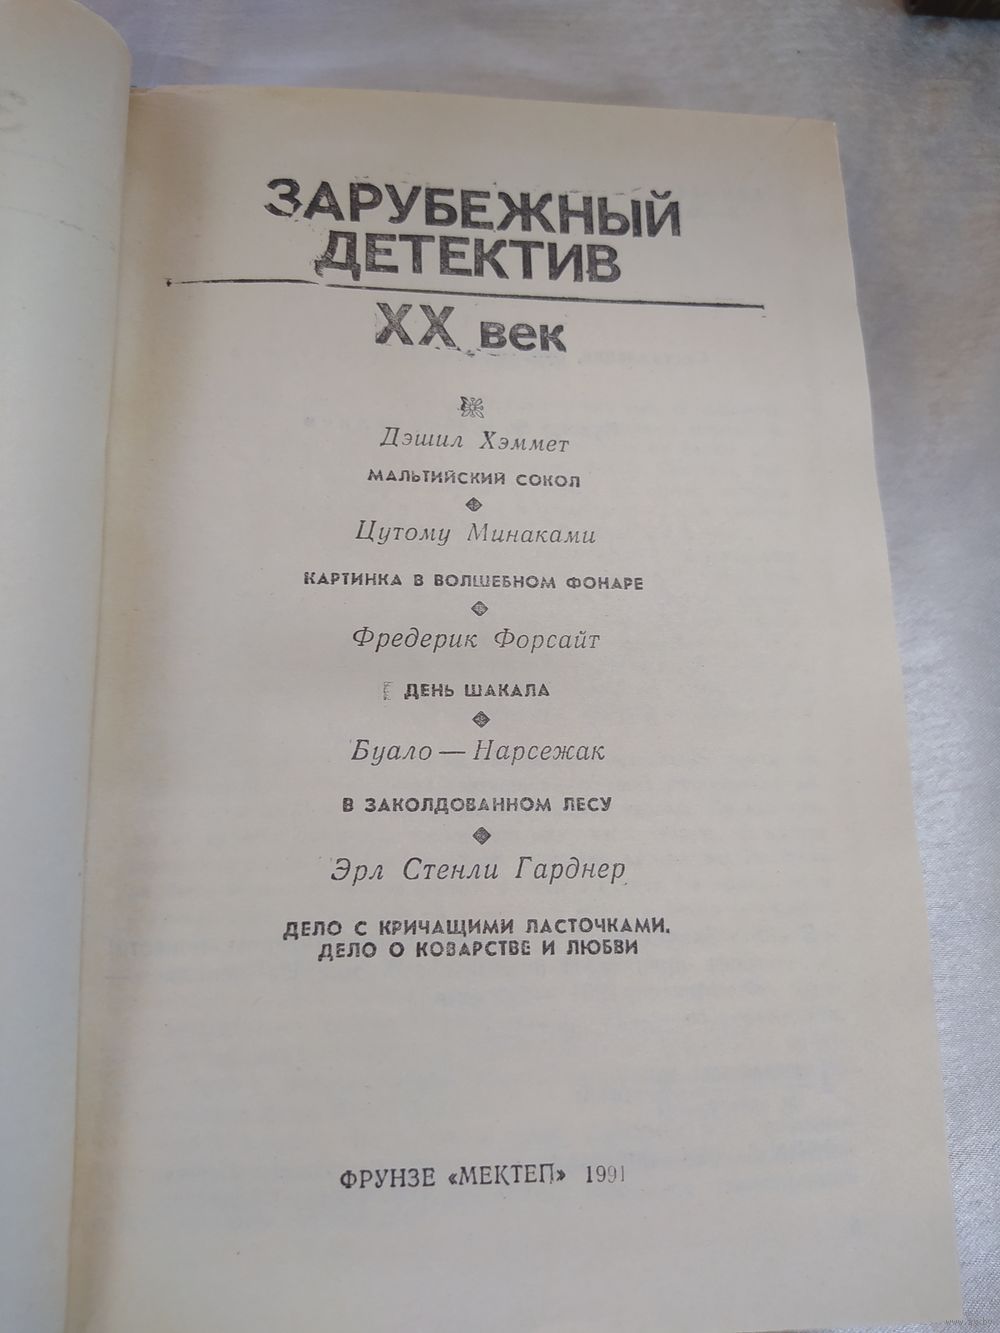 ЗАРУБЕЖНЫЙ
ДЕТЕКТИВ
XX век
Дэшил Хэммет
МАЛЬТИЙСКИЙ СОКОЛ
Цутому Минаками
КАРТИНКА В ВОЛШЕБНОМ ФОНАРЕ
Фредерик Форсайт
ДЕНЬ ШАКАЛА
Буало — Нарсежак
В ЗАКОЛДОВАННОМ ЛЕСУ
Эрл Стенли Гарднер
ДЕЛО С КРИЧАЩИМИ ЛАСТОЧКАМИ.
ДЕЛО О КОВАРСТВЕ И ЛЮБВИ
ФРУНЗЕ «МЕКТЕП» 1991